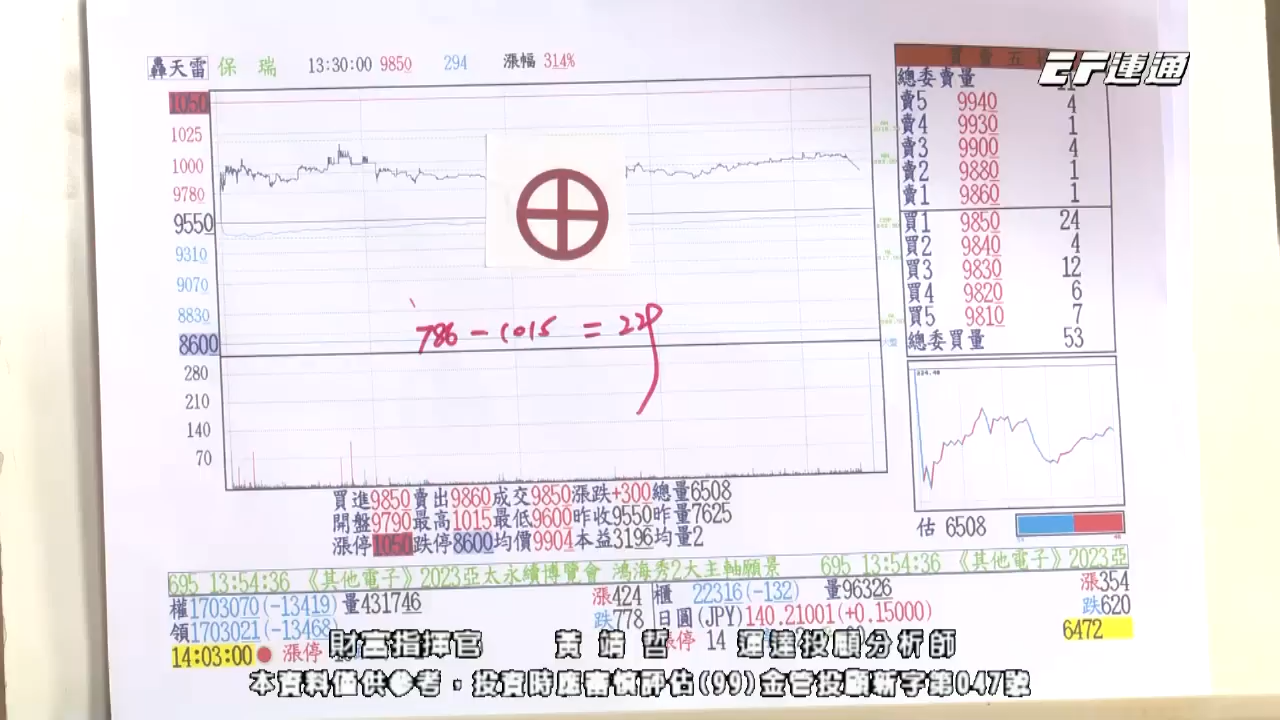 轟天雷 保瑞 13:30:00 9850 294 漲幅 314%
EF運通
1050
1025
1000
9780
9550
9310
9070
8830
8600
280
210
140
70
786 - 1015 = 229
總委賣量
賣5 9940 4
賣4 9930 1
賣3 9900 4
賣2 9880 1
賣1 9860 1
買1 9850 24
買2 9840 4
買3 9830 12
買4 9820 6
買5 9810 7
總委買量 53
估 6508
買進9850賣出9860成交9850漲跌+300總量6508
開盤9790最高1015最低9600昨收9550昨量7625
漲停1050跌停8600均價9904本益3196均量2
695 13:54:36 《其他電子》2023亞太永續博覽會 鴻海秀2大主軸願景 695 13:54:36 《其他電子》2023亞
權1703070(-13419)量431746 漲424 櫃 22316(-132) 量96326 漲354
領1703021(-13468) 跌778 日圓(JPY)140.21001(+0.15000) 跌620
14:03:00 漲停 14 6472
財富指揮官 黃靖哲 運達投顧分析師
本資料僅供參考，投資時應審慎評估(99)金管投顧新字第047號